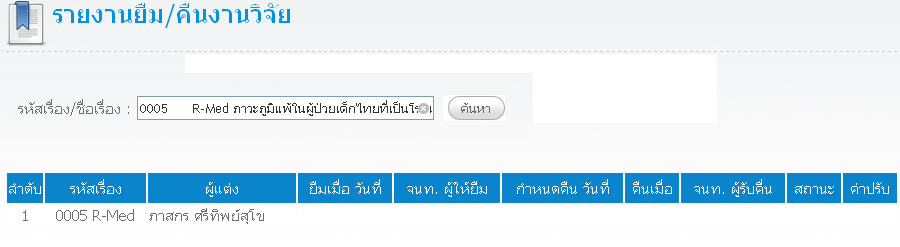 รายงานยืม/คืนงานวิจัย
รหัสเรื่อง/ชื่อเรื่อง : 0005 R-Med ภาวะภูมิแพ้ในผู้ป่วยเด็กไทยที่เป็น ค้นหา
ลำดับ รหัสเรื่อง ผู้แต่ง ยืมเมื่อ วันที่ จนท. ผู้ให้ยืม กำหนดคืน วันที่ คืนเมื่อ จนท. ผู้รับคืน สถานะ ค่าปรับ
1 0005 R-Med ภาสกร ศรีทิพย์สุโข